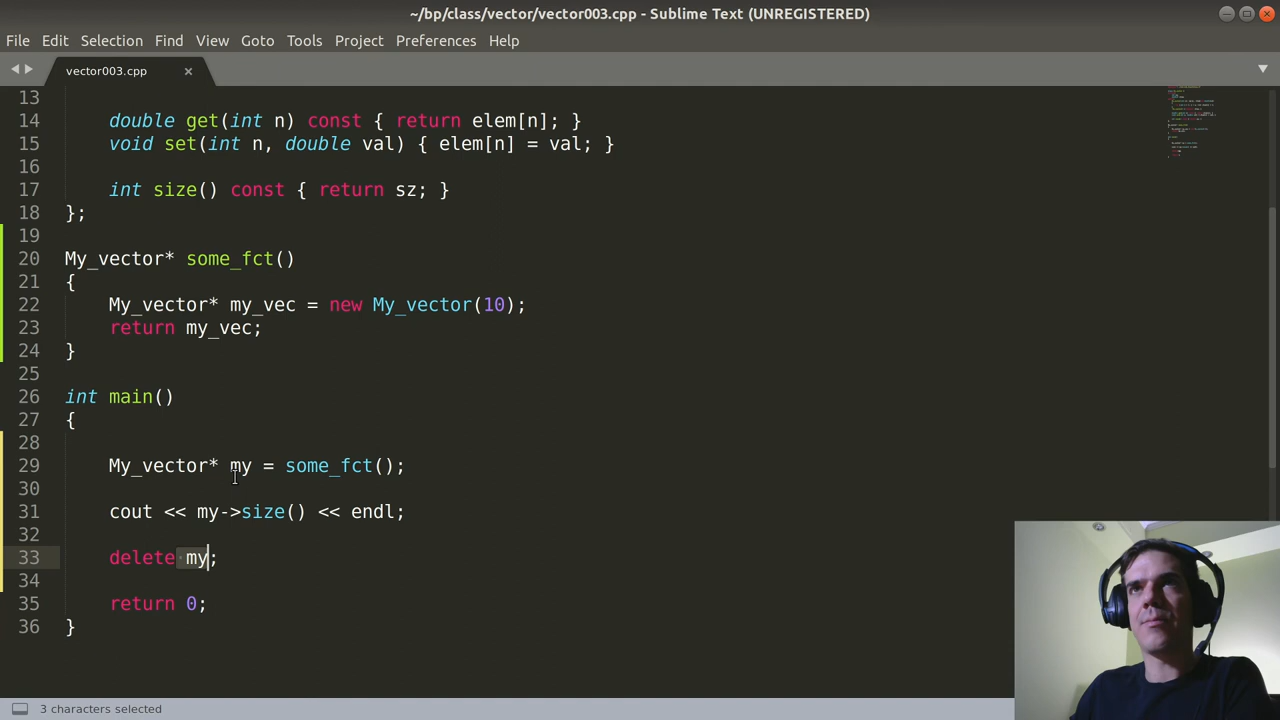 ~/bp/class/vector/vector003.cpp - Sublime Text (UNREGISTERED)
File Edit Selection Find View Goto Tools Project Preferences Help
vector003.cpp
13
14 double get(int n) const { return elem[n]; }
15 void set(int n, double val) { elem[n] = val; }
16
17 int size() const { return sz; }
18 };
19
20 My_vector* some_fct()
21 {
22 My_vector* my_vec = new My_vector(10);
23 return my_vec;
24 }
25
26 int main()
27 {
28
29 My_vector* my = some_fct();
30
31 cout << my->size() << endl;
32
33 delete my;
34
35 return 0;
36 }
3 characters selected